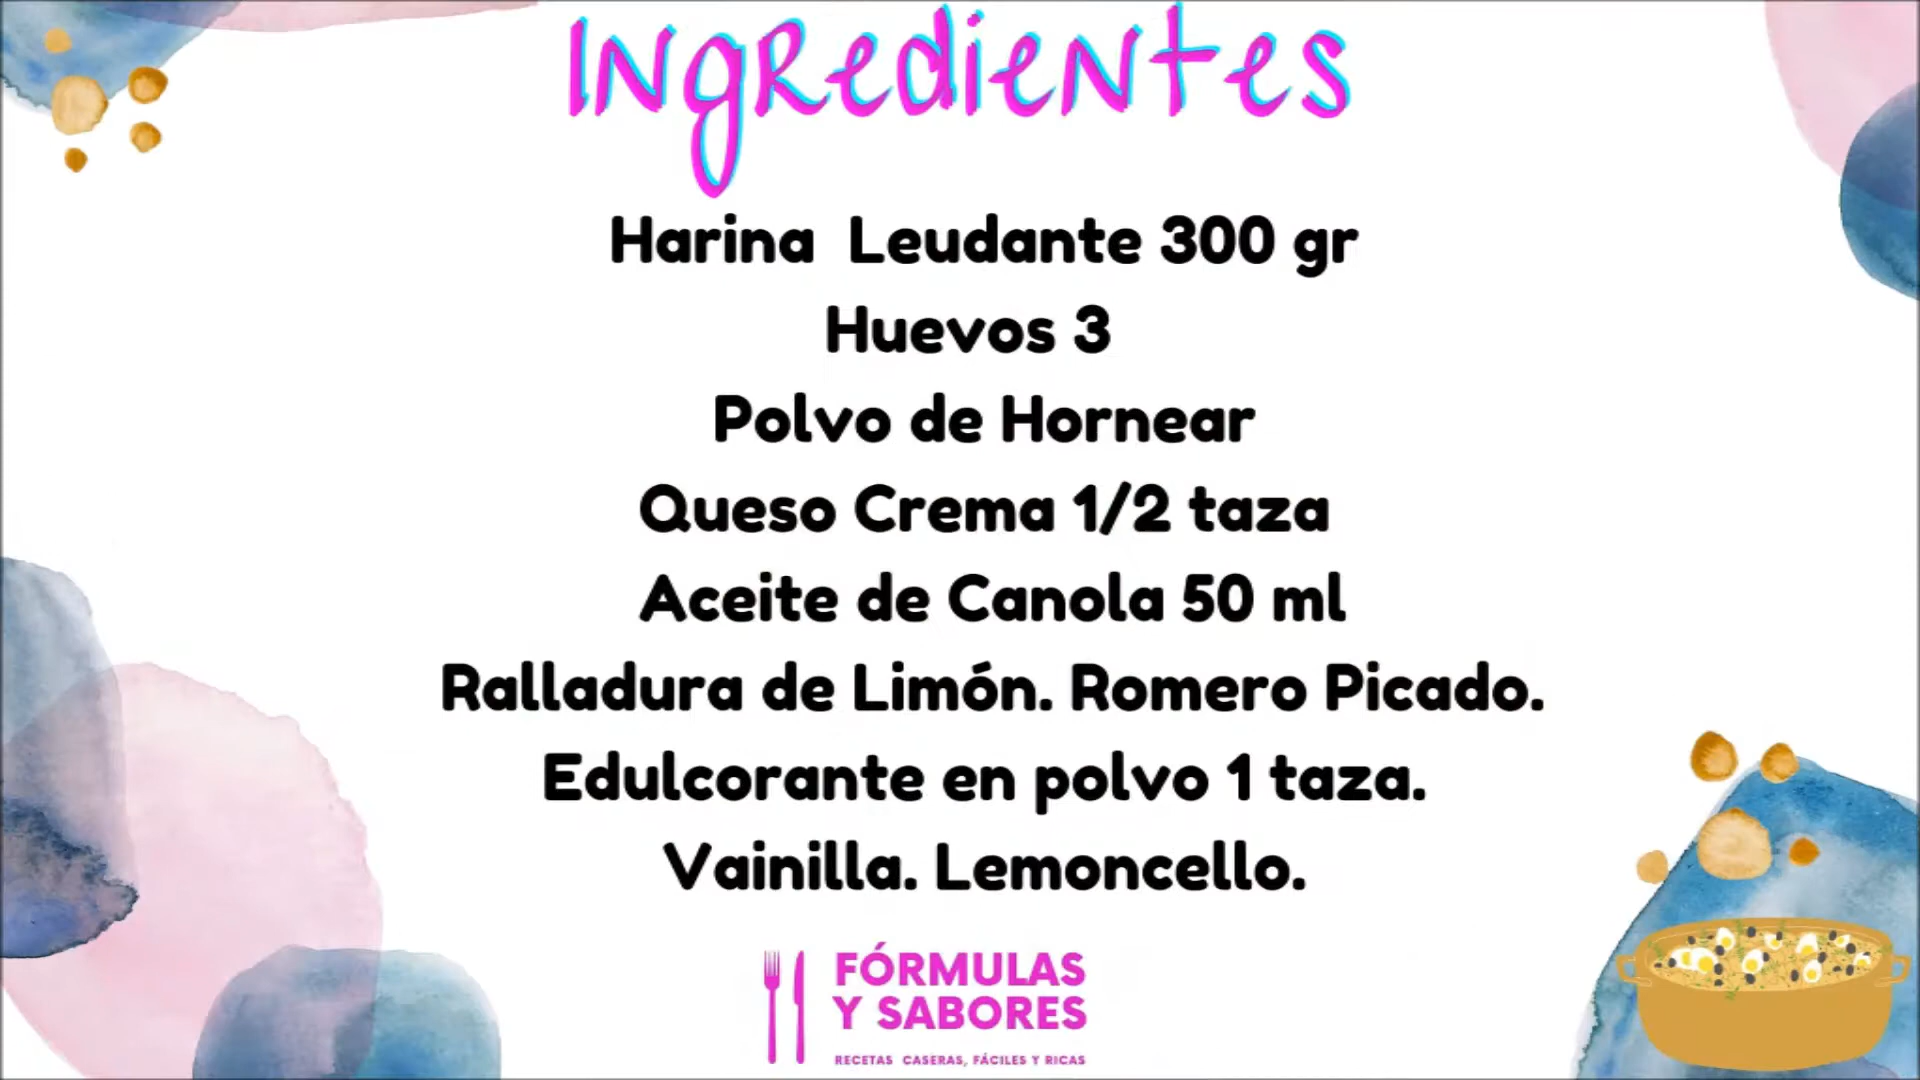 Ingredientes
Harina Leudante 300 gr
Huevos 3
Polvo de Hornear
Queso Crema 1/2 taza
Aceite de Canola 50 ml
Ralladura de Limón. Romero Picado.
Edulcorante en polvo 1 taza.
Vainilla. Lemoncello.
FÓRMULAS
Y SABORES
RECETAS CASERAS, FÁCILES Y RICAS